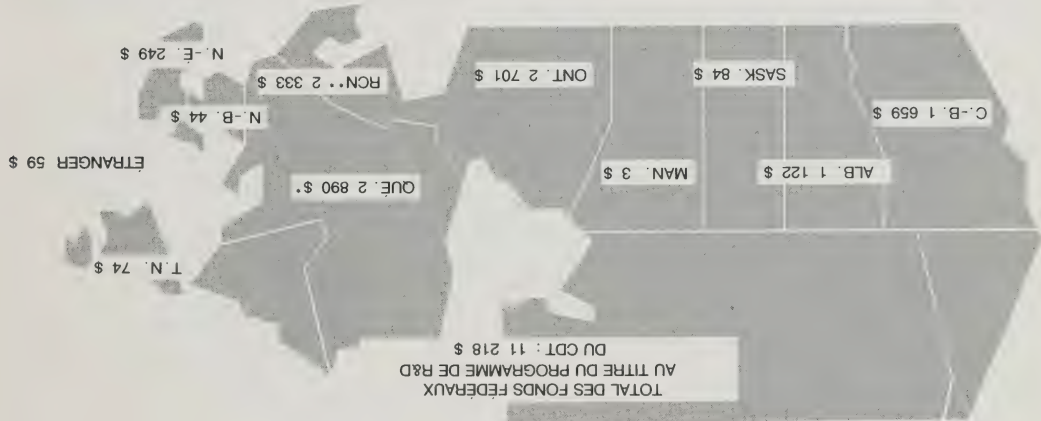 TOTAL DES FONDS FÉDÉRAUX
AU TITRE DU PROGRAMME DE R&D
DU CDT : 11 218 $
T.N. 74 $
ALB. 1 122 $
MAN. 3 $
QUÉ. 2 890 $*
ÉTRANGER 59 $
C.-B. 1 659 $
N.-B. 44 $
SASK. 84 $
ONT. 2 701 $
RCN** 2 333 $
N.-É. 249 $